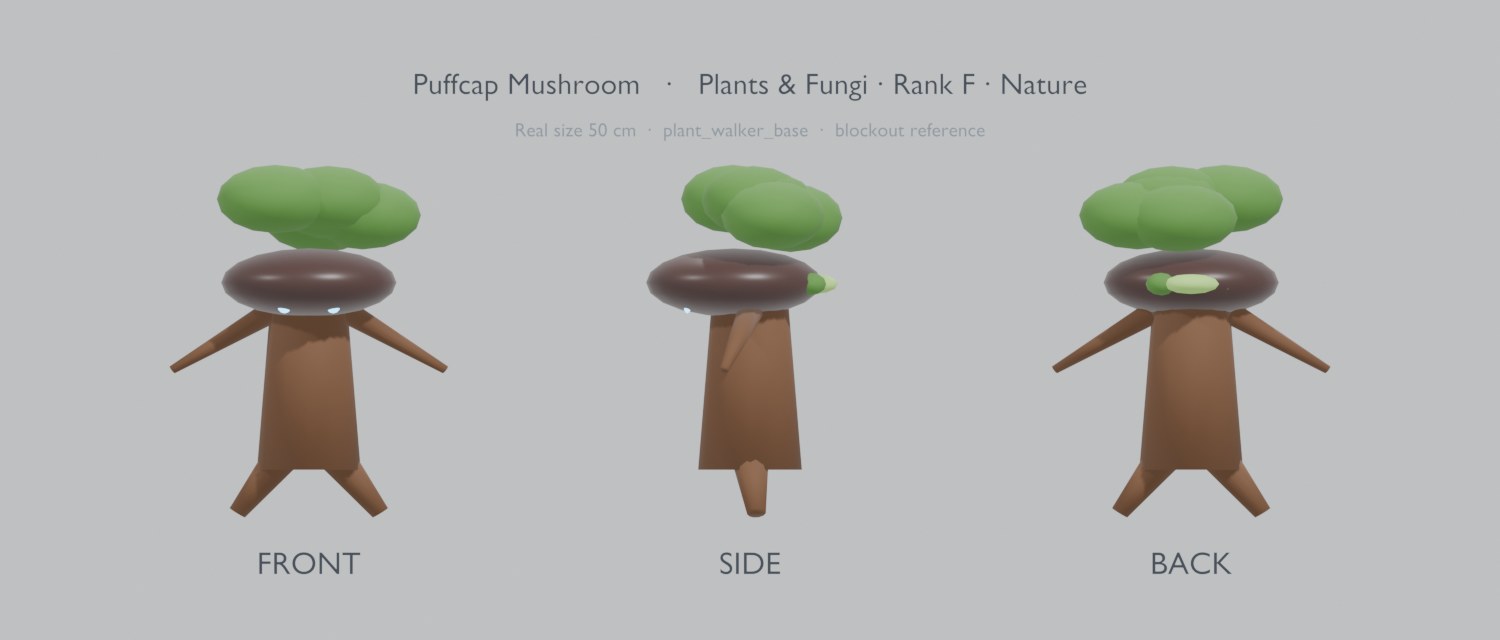 Puffcap Mushroom · Plants & Fungi · Rank F · Nature
Real size 50 cm · plant_walker_base · blockout reference
FRONT SIDE BACK